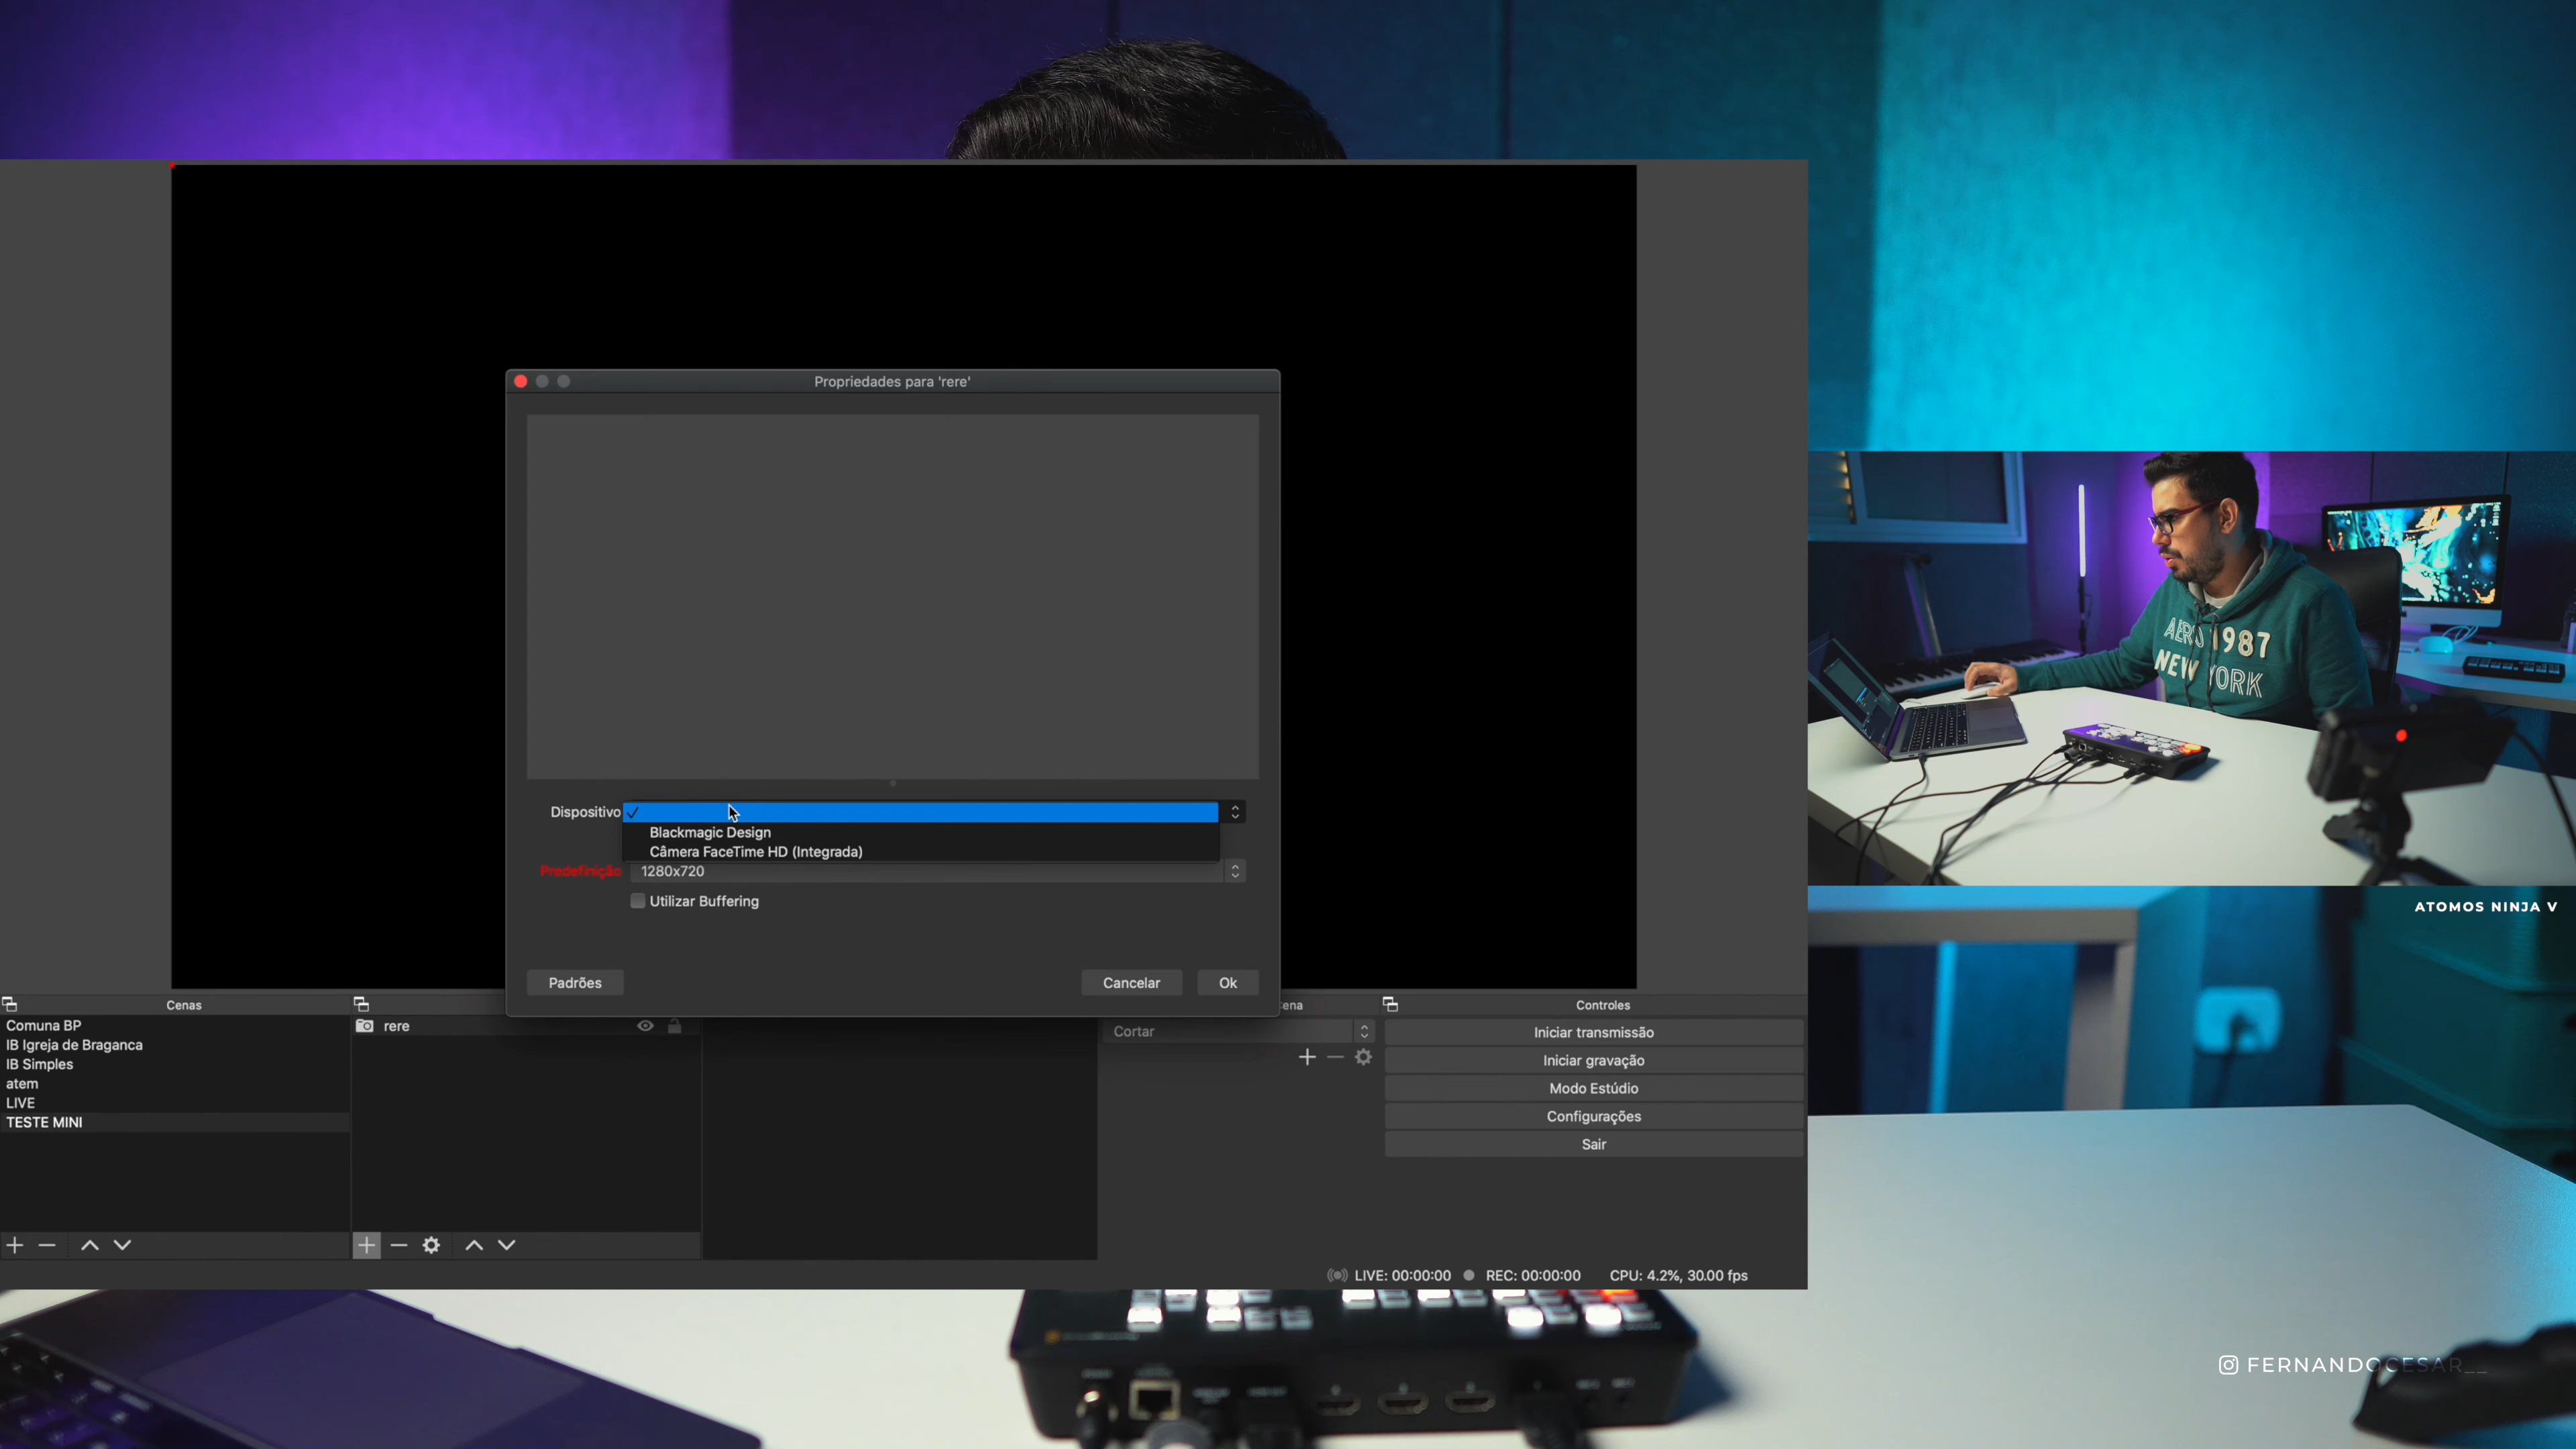 Propriedades para 'rere'
Dispositivo
Blackmagic Design
Câmera FaceTime HD (Integrada)
Predefinição
1280x720
Utilizar Buffering
Padrões
Cancelar
Ok
Cenas
Comuna BP
IB Igreja de Braganca
IB Simples
atem
LIVE
TESTE MINI
rere
Cortar
Controles
Iniciar transmissão
Iniciar gravação
Modo Estúdio
Configurações
Sair
LIVE: 00:00:00
REC: 00:00:00
CPU: 4.2%, 30.00 fps
AERO 1987
NEW YORK
ATOMOS NINJA V
FERNANDOCESAR__